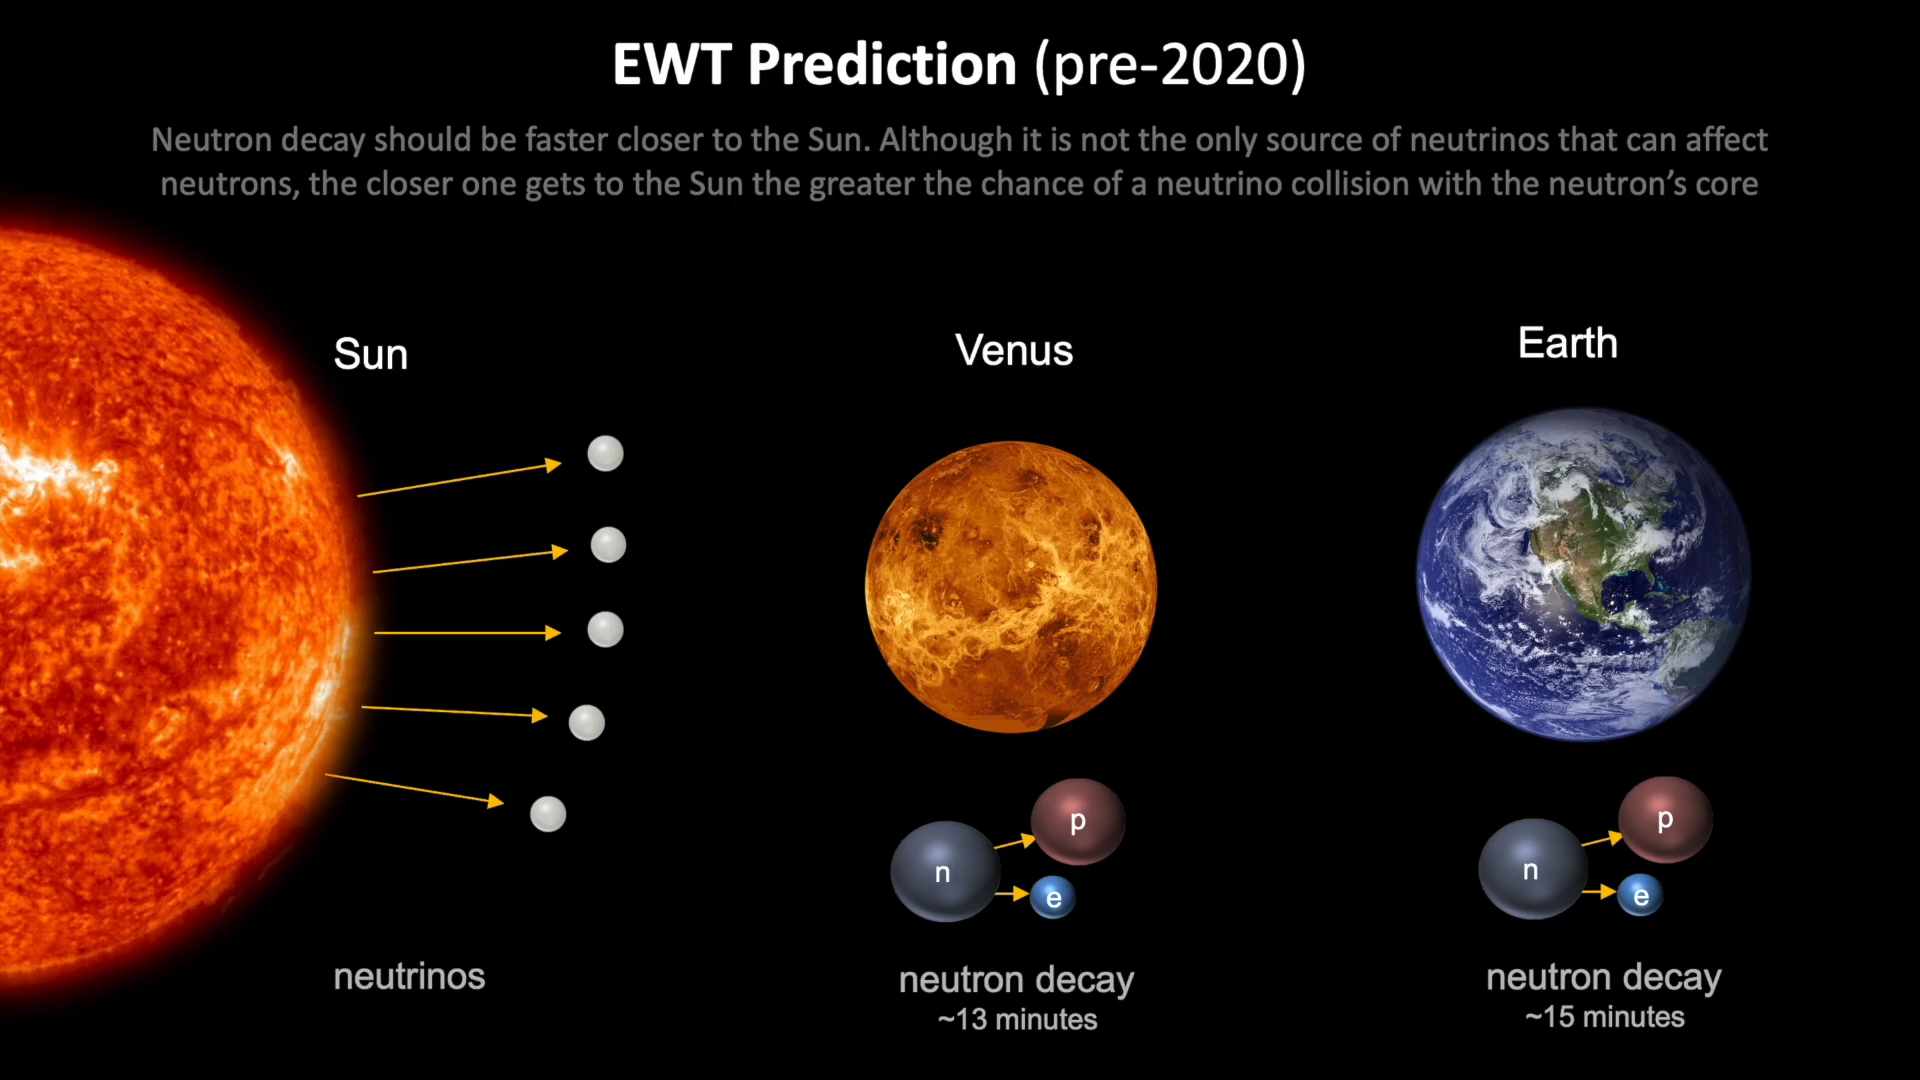 EWT Prediction (pre-2020)
Neutron decay should be faster closer to the Sun. Although it is not the only source of neutrinos that can affect
neutrons, the closer one gets to the Sun the greater the chance of a neutrino collision with the neutron’s core
Sun
Venus
Earth
n
p
e
n
p
e
neutrinos
neutron decay
~13 minutes
neutron decay
~15 minutes